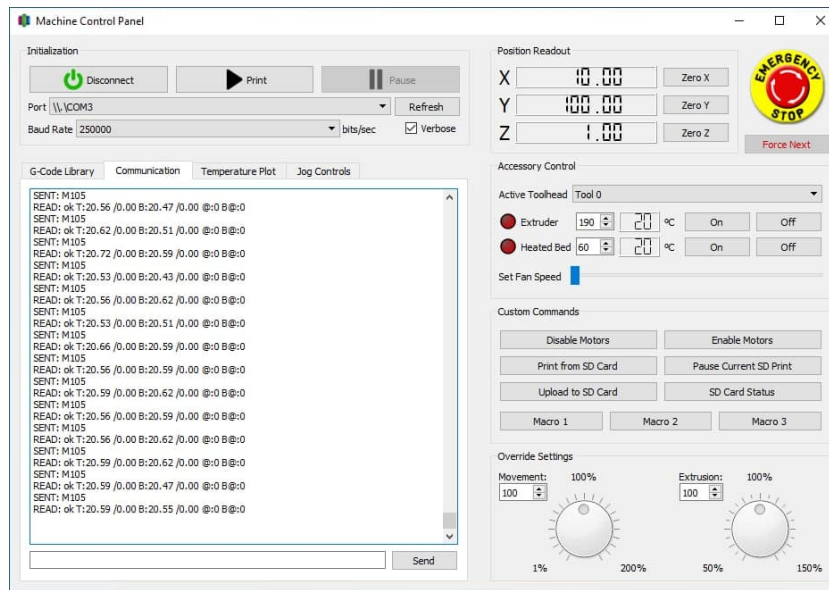 Machine Control Panel
Initialization
Disconnect
Print
Pause
Port \\.\COM3
Refresh
Baud Rate 250000
bits/sec
Verbose
G-Code Library
Communication
Temperature Plot
Jog Controls
SENT: M105
READ: ok T:20.56 /0.00 B:20.47 /0.00 @:0 B@:0
SENT: M105
READ: ok T:20.62 /0.00 B:20.51 /0.00 @:0 B@:0
SENT: M105
READ: ok T:20.72 /0.00 B:20.59 /0.00 @:0 B@:0
SENT: M105
READ: ok T:20.53 /0.00 B:20.43 /0.00 @:0 B@:0
SENT: M105
READ: ok T:20.56 /0.00 B:20.62 /0.00 @:0 B@:0
SENT: M105
READ: ok T:20.53 /0.00 B:20.51 /0.00 @:0 B@:0
SENT: M105
READ: ok T:20.66 /0.00 B:20.59 /0.00 @:0 B@:0
SENT: M105
READ: ok T:20.56 /0.00 B:20.59 /0.00 @:0 B@:0
SENT: M105
READ: ok T:20.59 /0.00 B:20.62 /0.00 @:0 B@:0
SENT: M105
READ: ok T:20.56 /0.00 B:20.59 /0.00 @:0 B@:0
SENT: M105
READ: ok T:20.56 /0.00 B:20.62 /0.00 @:0 B@:0
SENT: M105
READ: ok T:20.59 /0.00 B:20.62 /0.00 @:0 B@:0
SENT: M105
READ: ok T:20.59 /0.00 B:20.47 /0.00 @:0 B@:0
SENT: M105
READ: ok T:20.59 /0.00 B:20.55 /0.00 @:0 B@:0
Send
Position Readout
X 10.00 Zero X
Y 100.00 Zero Y
Z 1.00 Zero Z
EMERGENCY
STOP
Force Next
Accessory Control
Active Toolhead Tool 0
Extruder 190 20 ºC On Off
Heated Bed 60 20 ºC On Off
Set Fan Speed
Custom Commands
Disable Motors Enable Motors
Print from SD Card Pause Current SD Print
Upload to SD Card SD Card Status
Macro 1 Macro 2 Macro 3
Override Settings
Movement: 100%
100
1% 200%
Extrusion: 100%
100
50% 150%